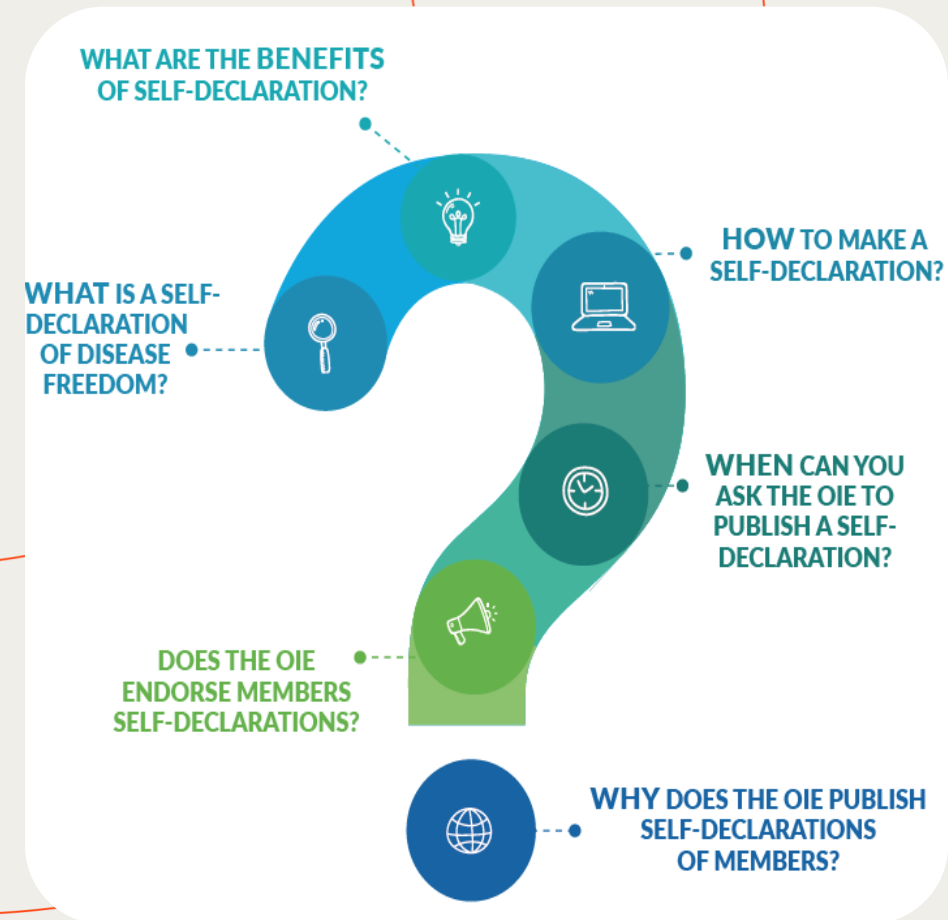 WHAT ARE THE BENEFITS
OF SELF-DECLARATION?
HOW TO MAKE A
SELF-DECLARATION?
WHAT IS A SELF-
DECLARATION
OF DISEASE
FREEDOM?
WHEN CAN YOU
ASK THE OIE TO
PUBLISH A SELF-
DECLARATION?
DOES THE OIE
ENDORSE MEMBERS
SELF-DECLARATIONS?
WHY DOES THE OIE PUBLISH
SELF-DECLARATIONS
OF MEMBERS?